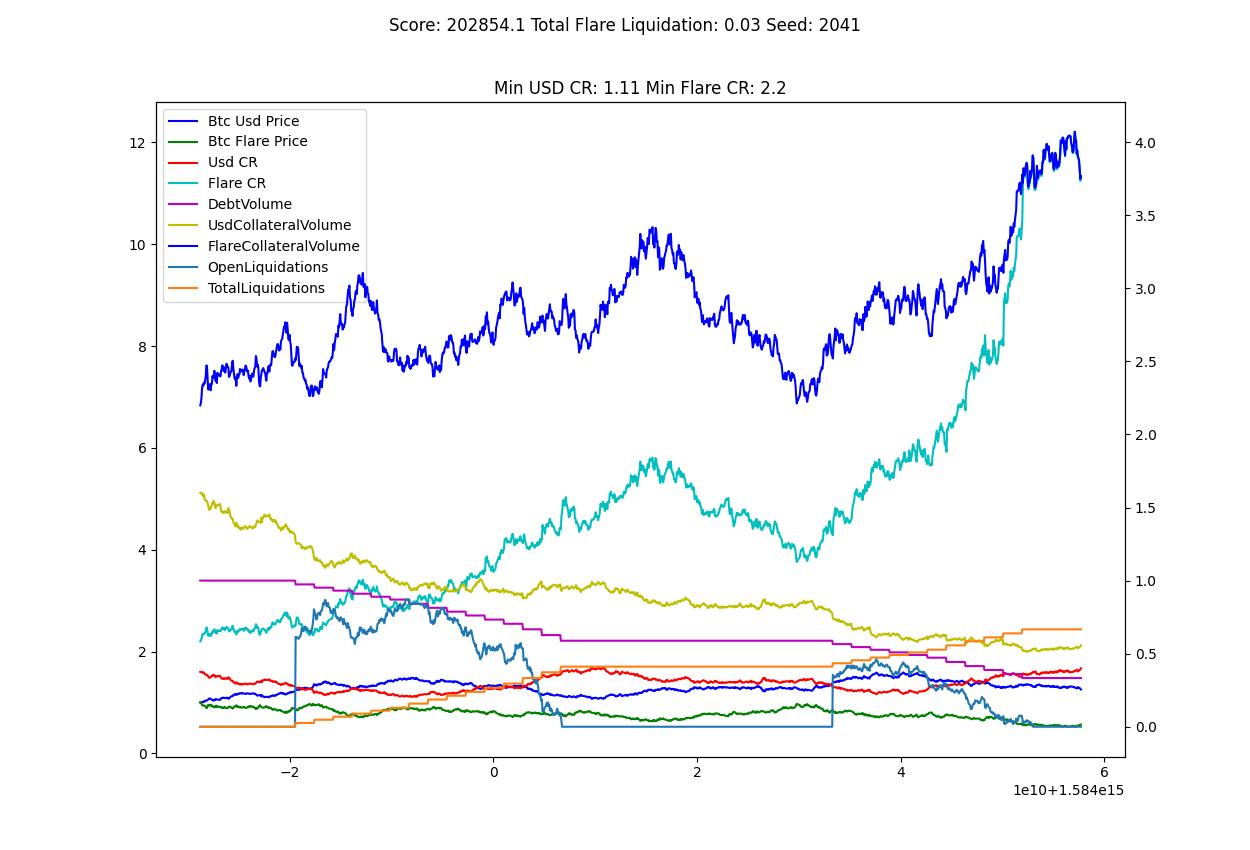 Score: 202854.1 Total Flare Liquidation: 0.03 Seed: 2041
Min USD CR: 1.11 Min Flare CR: 2.2
Btc Usd Price
Btc Flare Price
Usd CR
Flare CR
DebtVolume
UsdCollateralVolume
FlareCollateralVolume
OpenLiquidations
TotalLiquidations
12
10
8
6
4
2
0
4.0
3.5
3.0
2.5
2.0
1.5
1.0
0.5
0.0
−2
0
2
4
6
1e10+1.584e15